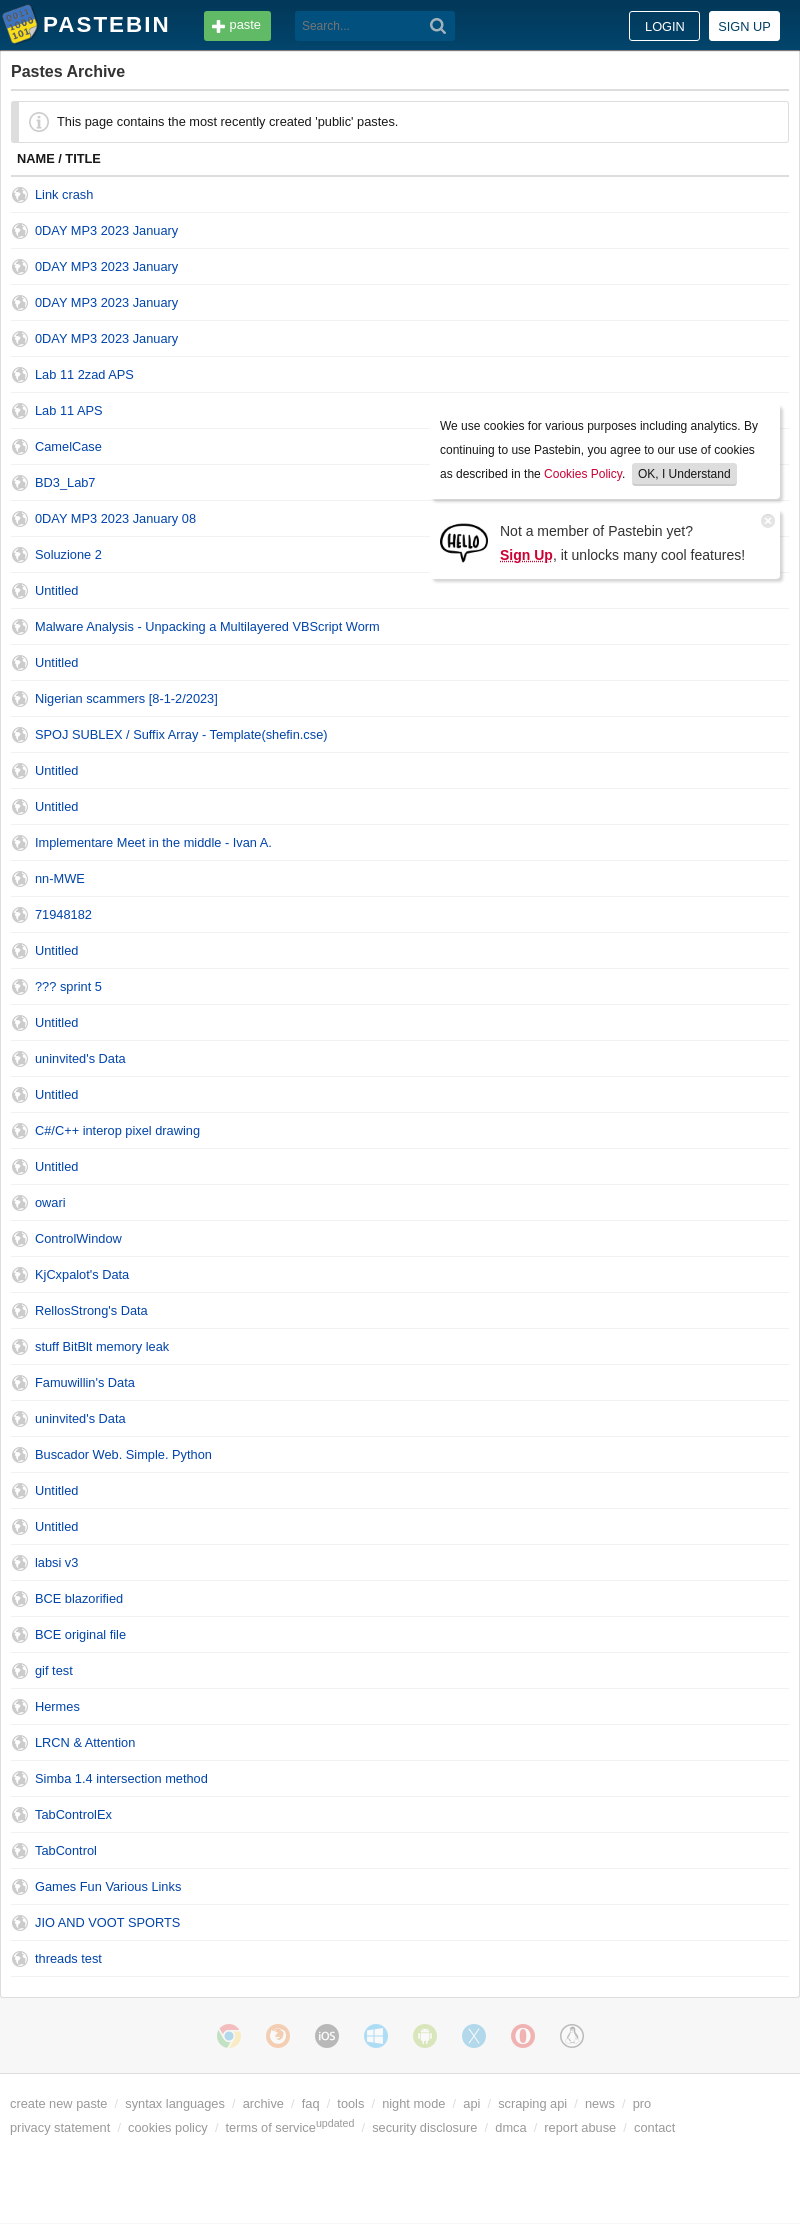 PASTEBIN paste Search... LOGIN SIGN UP
Pastes Archive
This page contains the most recently created 'public' pastes.
NAME / TITLE
Link crash
0DAY MP3 2023 January
0DAY MP3 2023 January
0DAY MP3 2023 January
0DAY MP3 2023 January
Lab 11 2zad APS
Lab 11 APS
CamelCase
BD3_Lab7
0DAY MP3 2023 January 08
Soluzione 2
We use cookies for various purposes including analytics. By
continuing to use Pastebin, you agree to our use of cookies
as described in the Cookies Policy. OK, I Understand
HELLO
Not a member of Pastebin yet?
Sign Up, it unlocks many cool features!
Untitled
Malware Analysis - Unpacking a Multilayered VBScript Worm
Untitled
Nigerian scammers [8-1-2/2023]
SPOJ SUBLEX / Suffix Array - Template(shefin.cse)
Untitled
Untitled
Implementare Meet in the middle - Ivan A.
nn-MWE
71948182
Untitled
??? sprint 5
Untitled
uninvited's Data
Untitled
C#/C++ interop pixel drawing
Untitled
owari
ControlWindow
KjCxpalot's Data
RellosStrong's Data
stuff BitBlt memory leak
Famuwillin's Data
uninvited's Data
Buscador Web. Simple. Python
Untitled
Untitled
labsi v3
BCE blazorified
BCE original file
gif test
Hermes
LRCN & Attention
Simba 1.4 intersection method
TabControlEx
TabControl
Games Fun Various Links
JIO AND VOOT SPORTS
threads test
iOS
create new paste / syntax languages / archive / faq / tools / night mode / api / scraping api / news / pro
privacy statement / cookies policy / terms of service updated / security disclosure / dmca / report abuse / contact